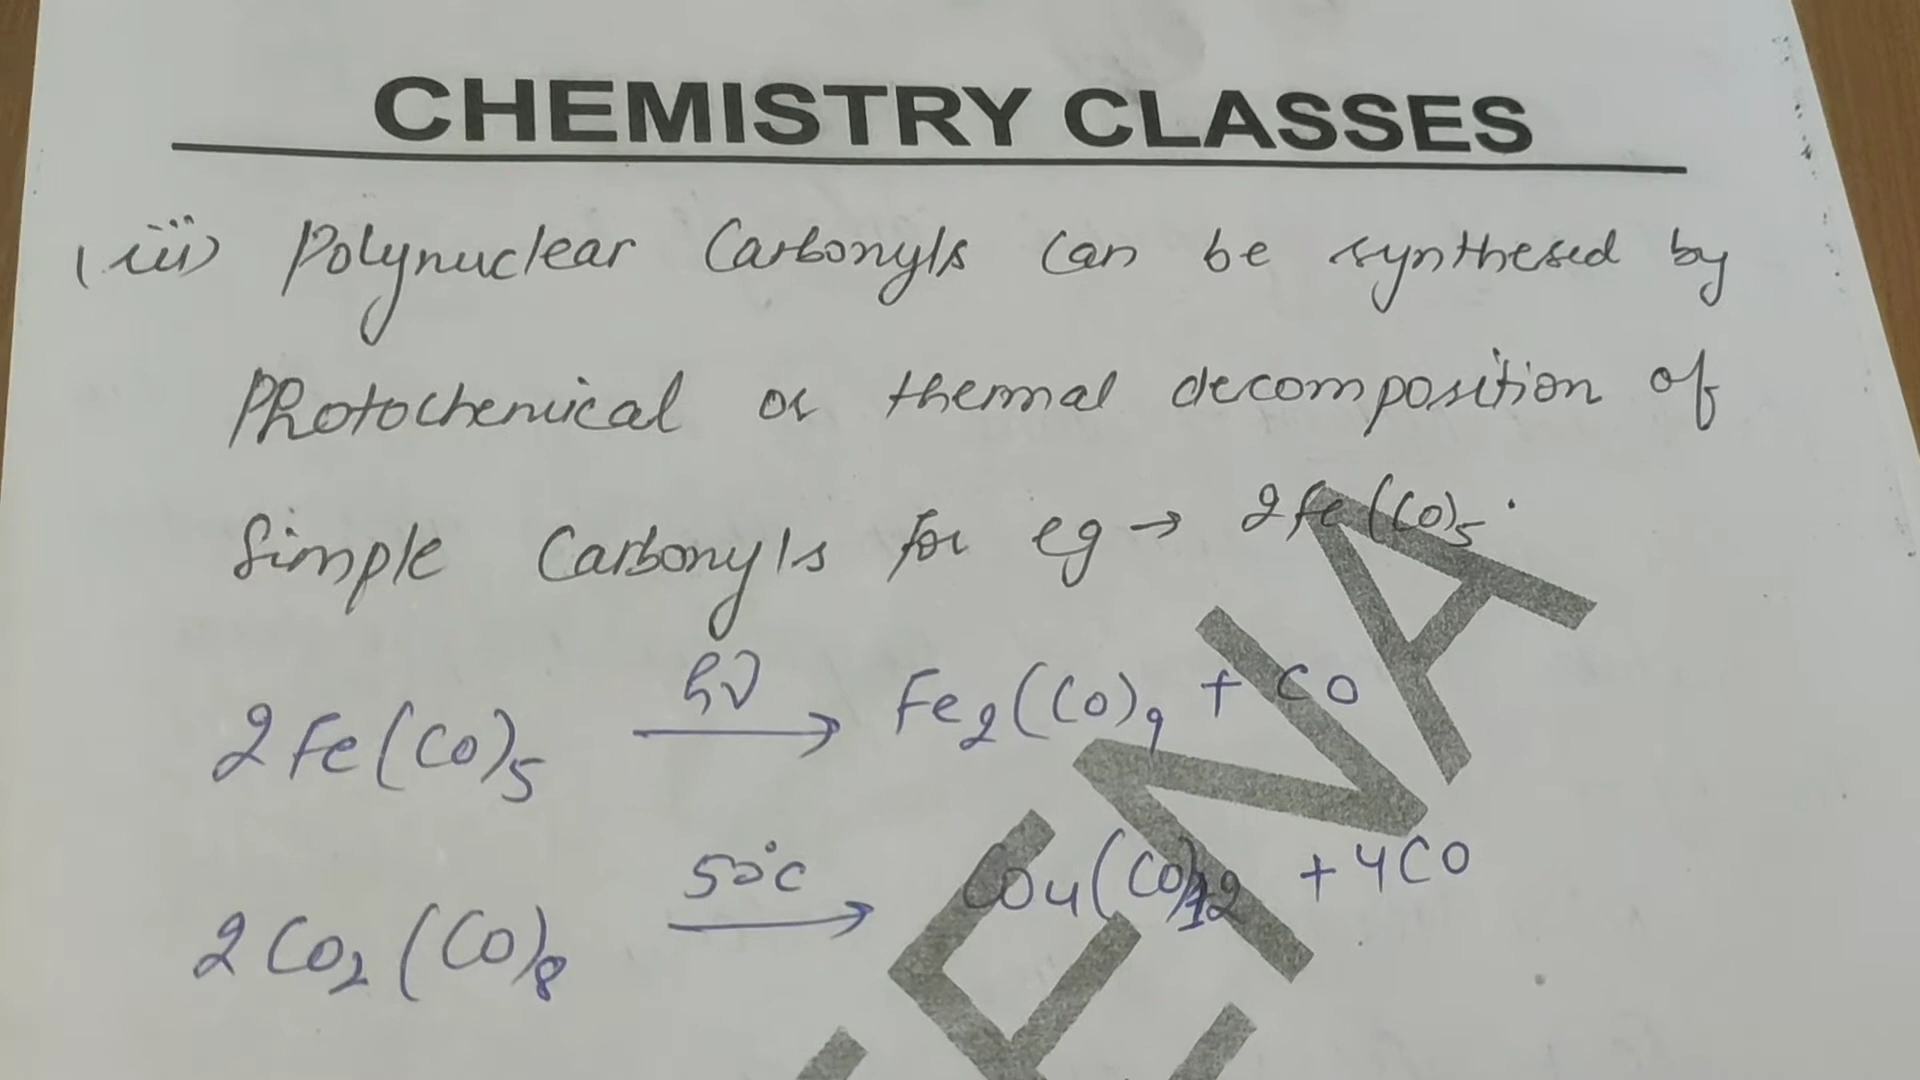 CHEMISTRY CLASSES
(iii) Polynuclear Carbonyls can be synthesed by
Photochemical or thermal decomposition of
Simple Carbonyls for eg → 2Fe(CO)5
2Fe(CO)5 hν → Fe2(CO)9 + CO
2CO2(CO)8 50°C → CO4(CO)12 + 4CO